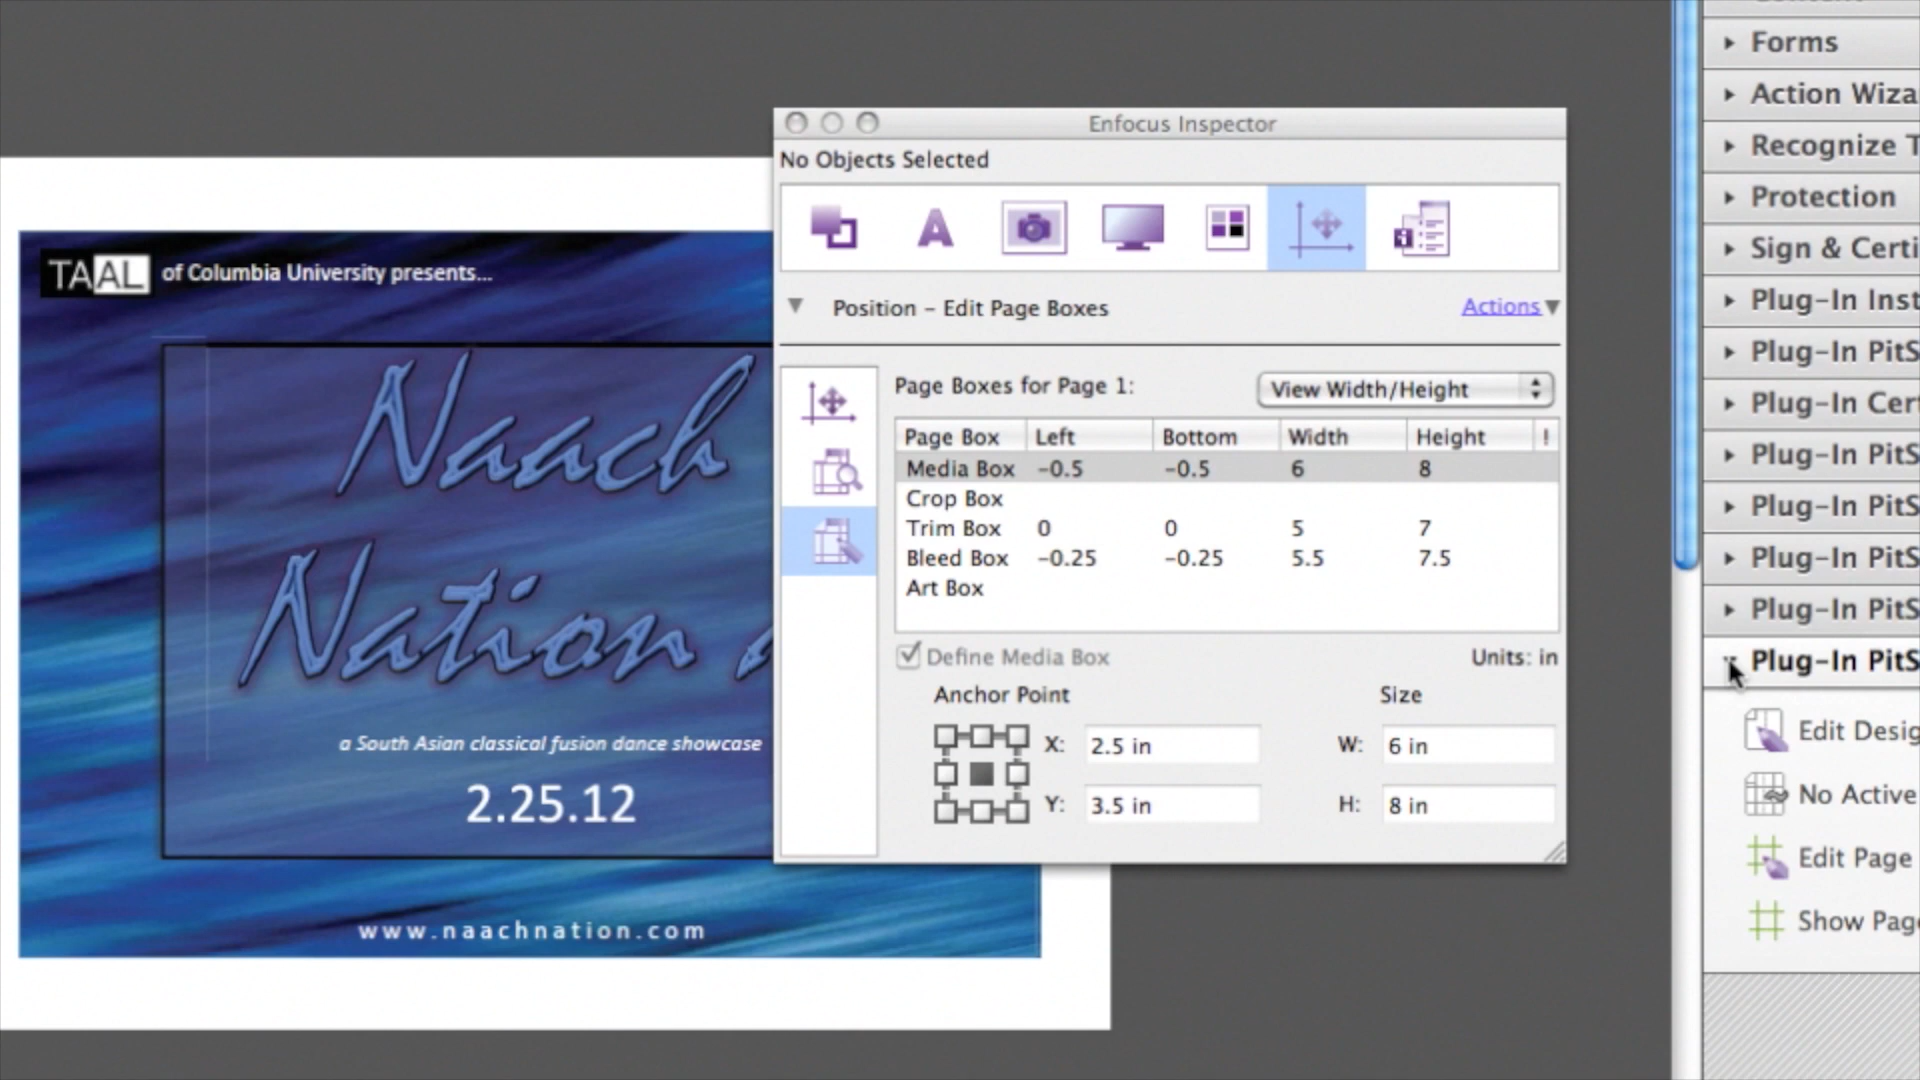 Forms
Action Wiza
Recognize T
Protection
Sign & Certi
Plug-In Inst
Plug-In PitS
Plug-In Cert
Plug-In PitS
Plug-In PitS
Plug-In PitS
Plug-In PitS
Plug-In PitS
Edit Desig
No Active
Edit Page
Show Page
Enfocus Inspector
No Objects Selected
Position – Edit Page Boxes
Actions
Page Boxes for Page 1:
View Width/Height
Page Box Left Bottom Width Height !
Media Box -0.5 -0.5 6 8
Crop Box
Trim Box 0 0 5 7
Bleed Box -0.25 -0.25 5.5 7.5
Art Box
Define Media Box
Units: in
Anchor Point
Size
X: 2.5 in W: 6 in
Y: 3.5 in H: 8 in
TAAL of Columbia University presents...
Naach
Nation
a South Asian classical fusion dance showcase
2.25.12
www.naachnation.com